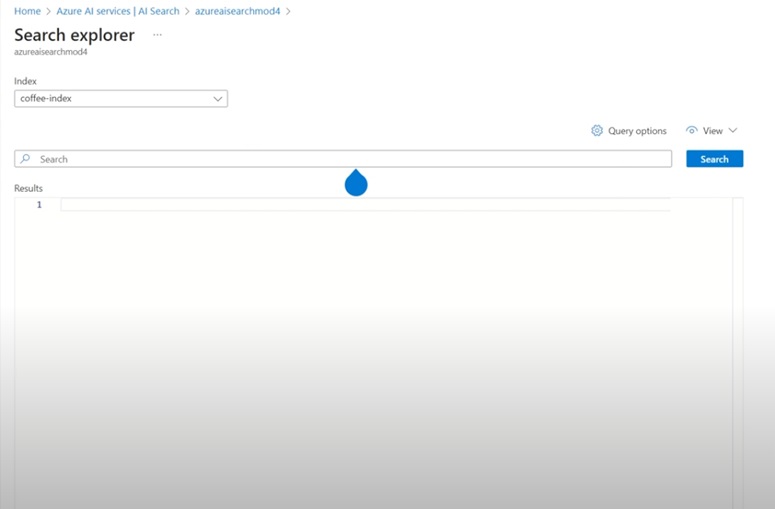 Home > Azure AI services | AI Search > azureaisearchmod4 >
Search explorer ...
azureaisearchmod4
Index
coffee-index
Query options View
Search Search
Results
1